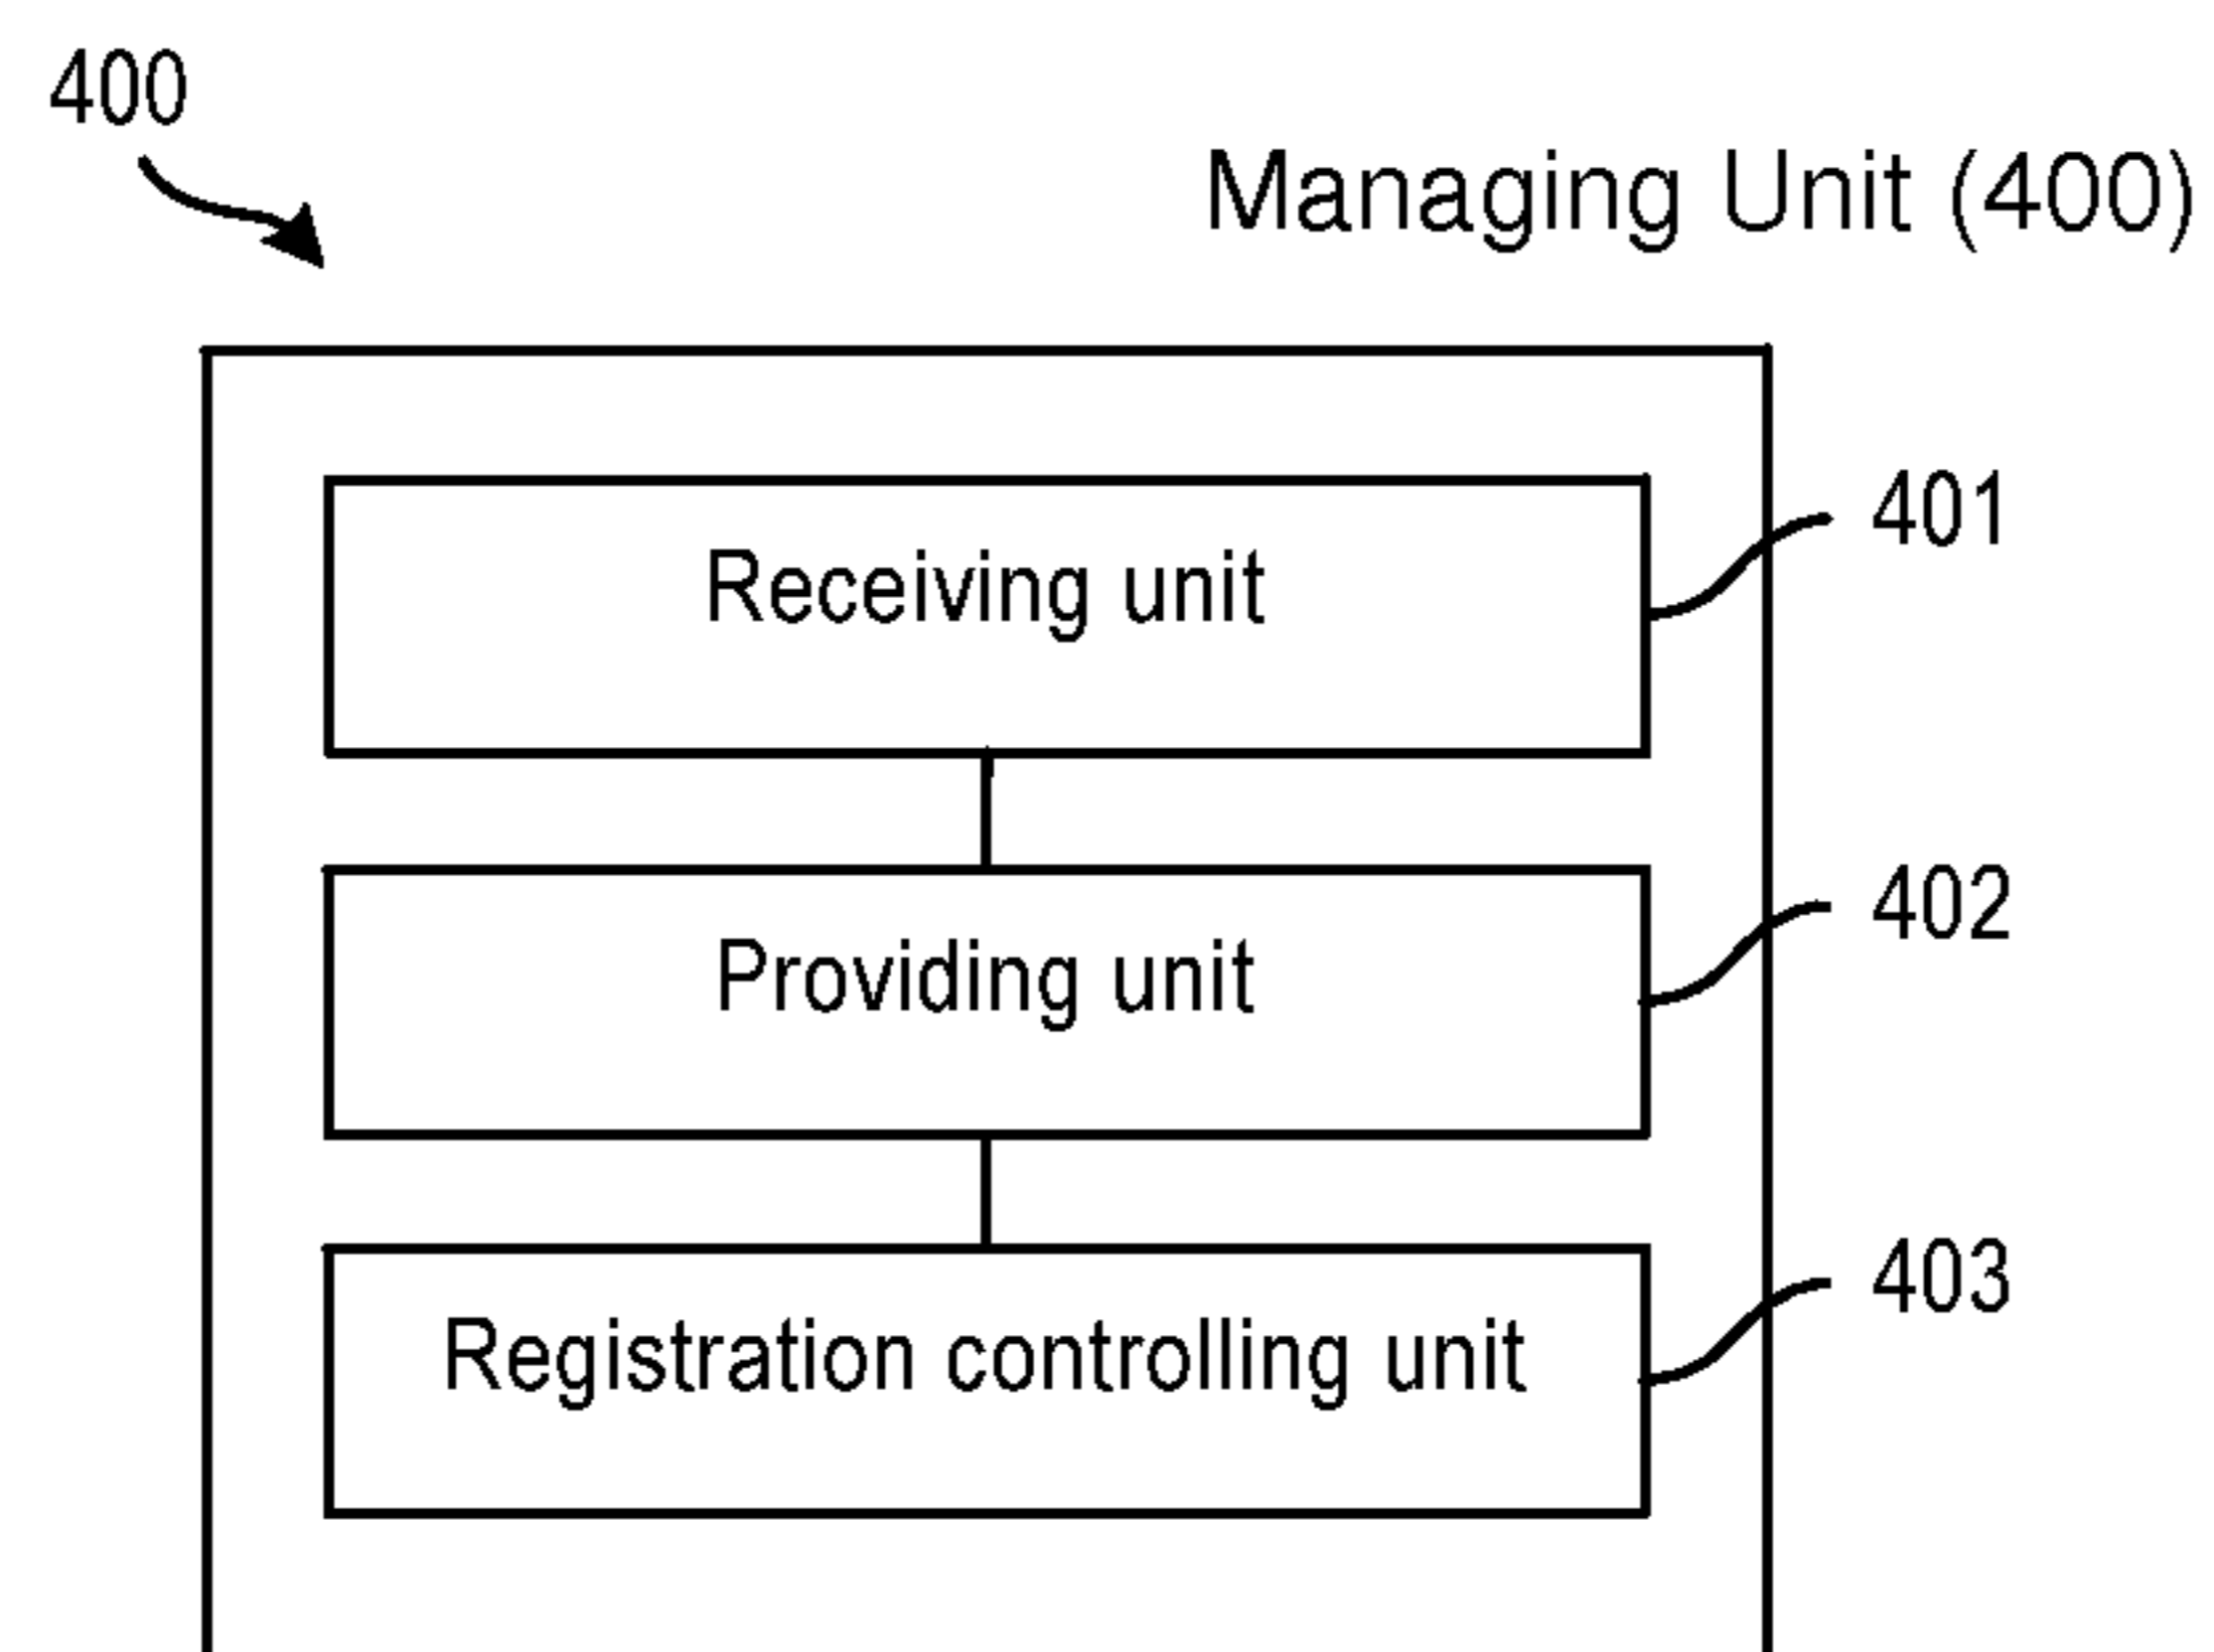 400
Managing Unit (400)
Receiving unit
401
Providing unit
402
Registration controlling unit
403